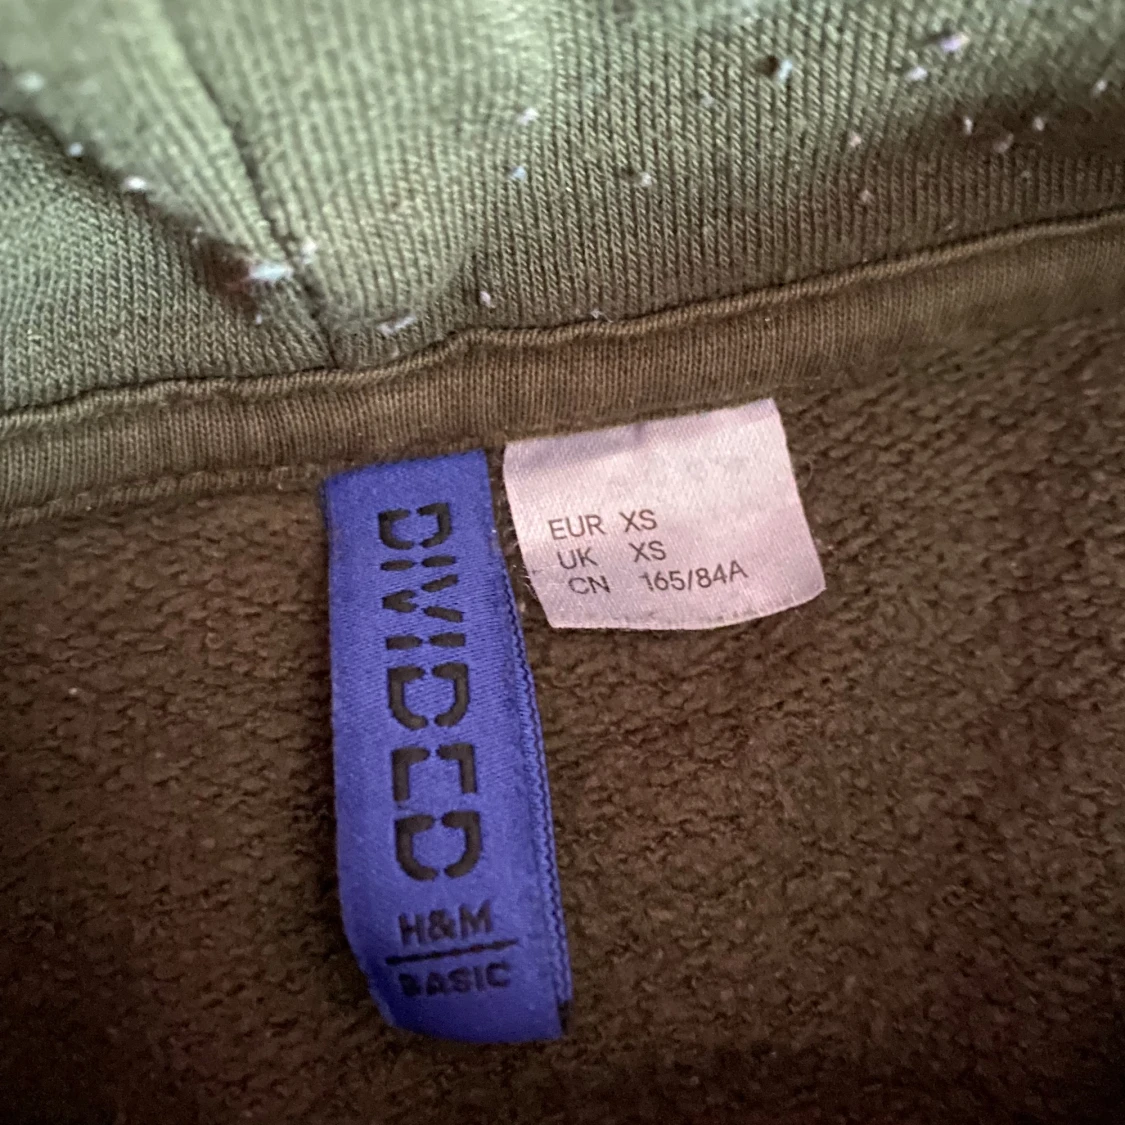 DIVIDED
H&M
BASIC
EUR XS
UK XS
CN 165/84A